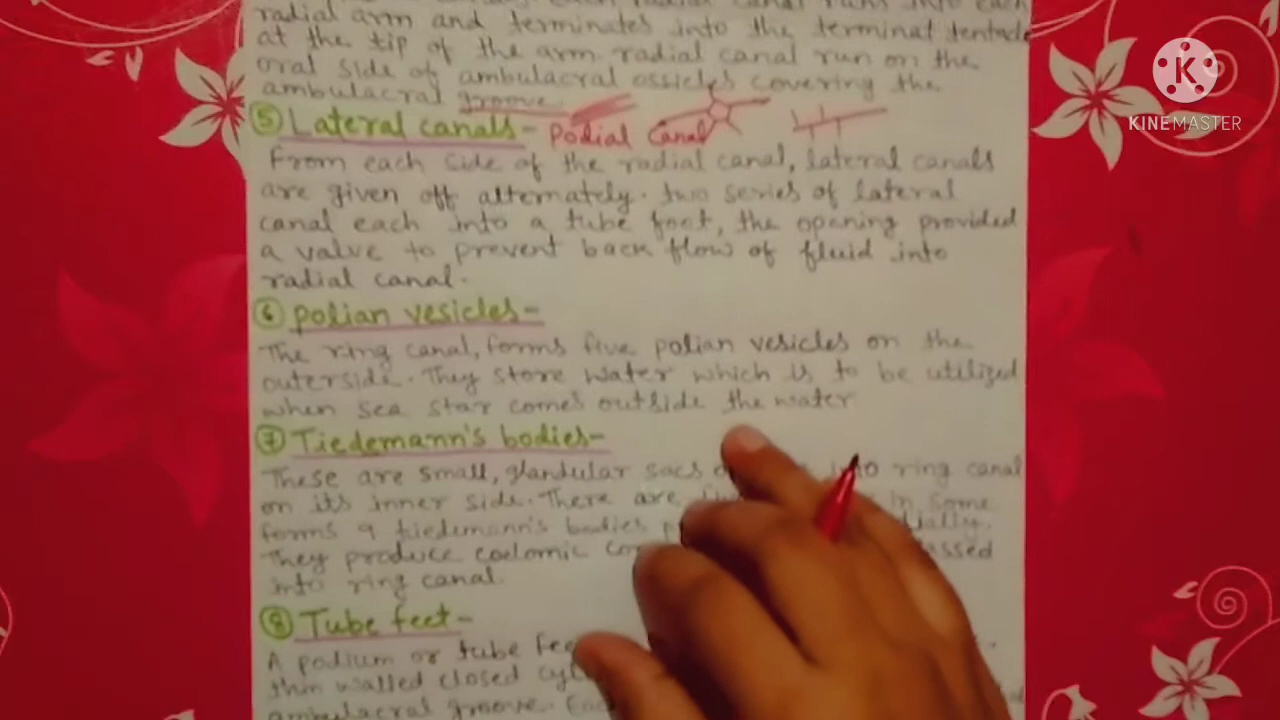 radial arm and terminates into the terminal tentacle
at the tip of the arm radial canal run on the
oral side of ambulacral ossicles covering the
ambulacral groove
⑤ Lateral canals- Podial Canal
From each side of the radial canal, lateral canals
are given off alternately. two series of lateral
canal each into a tube foot, the opening provided
a valve to prevent back flow of fluid into
radial canal.
⑥ polian vesicles-
The ring canal, forms five polian vesicles on the
outerside. They store water which is to be utilized
when sea star comes outside the water
⑦ Tiedemann's bodies-
These are small, glandular sacs into ring canal
on its inner side. There are in some
forms 9 tiedemann's bodies
They produce coelomic
into ring canal.
⑧ Tube feet-
A podium or tube
thin walled closed
ambulacral groove.
K
KINEMASTER